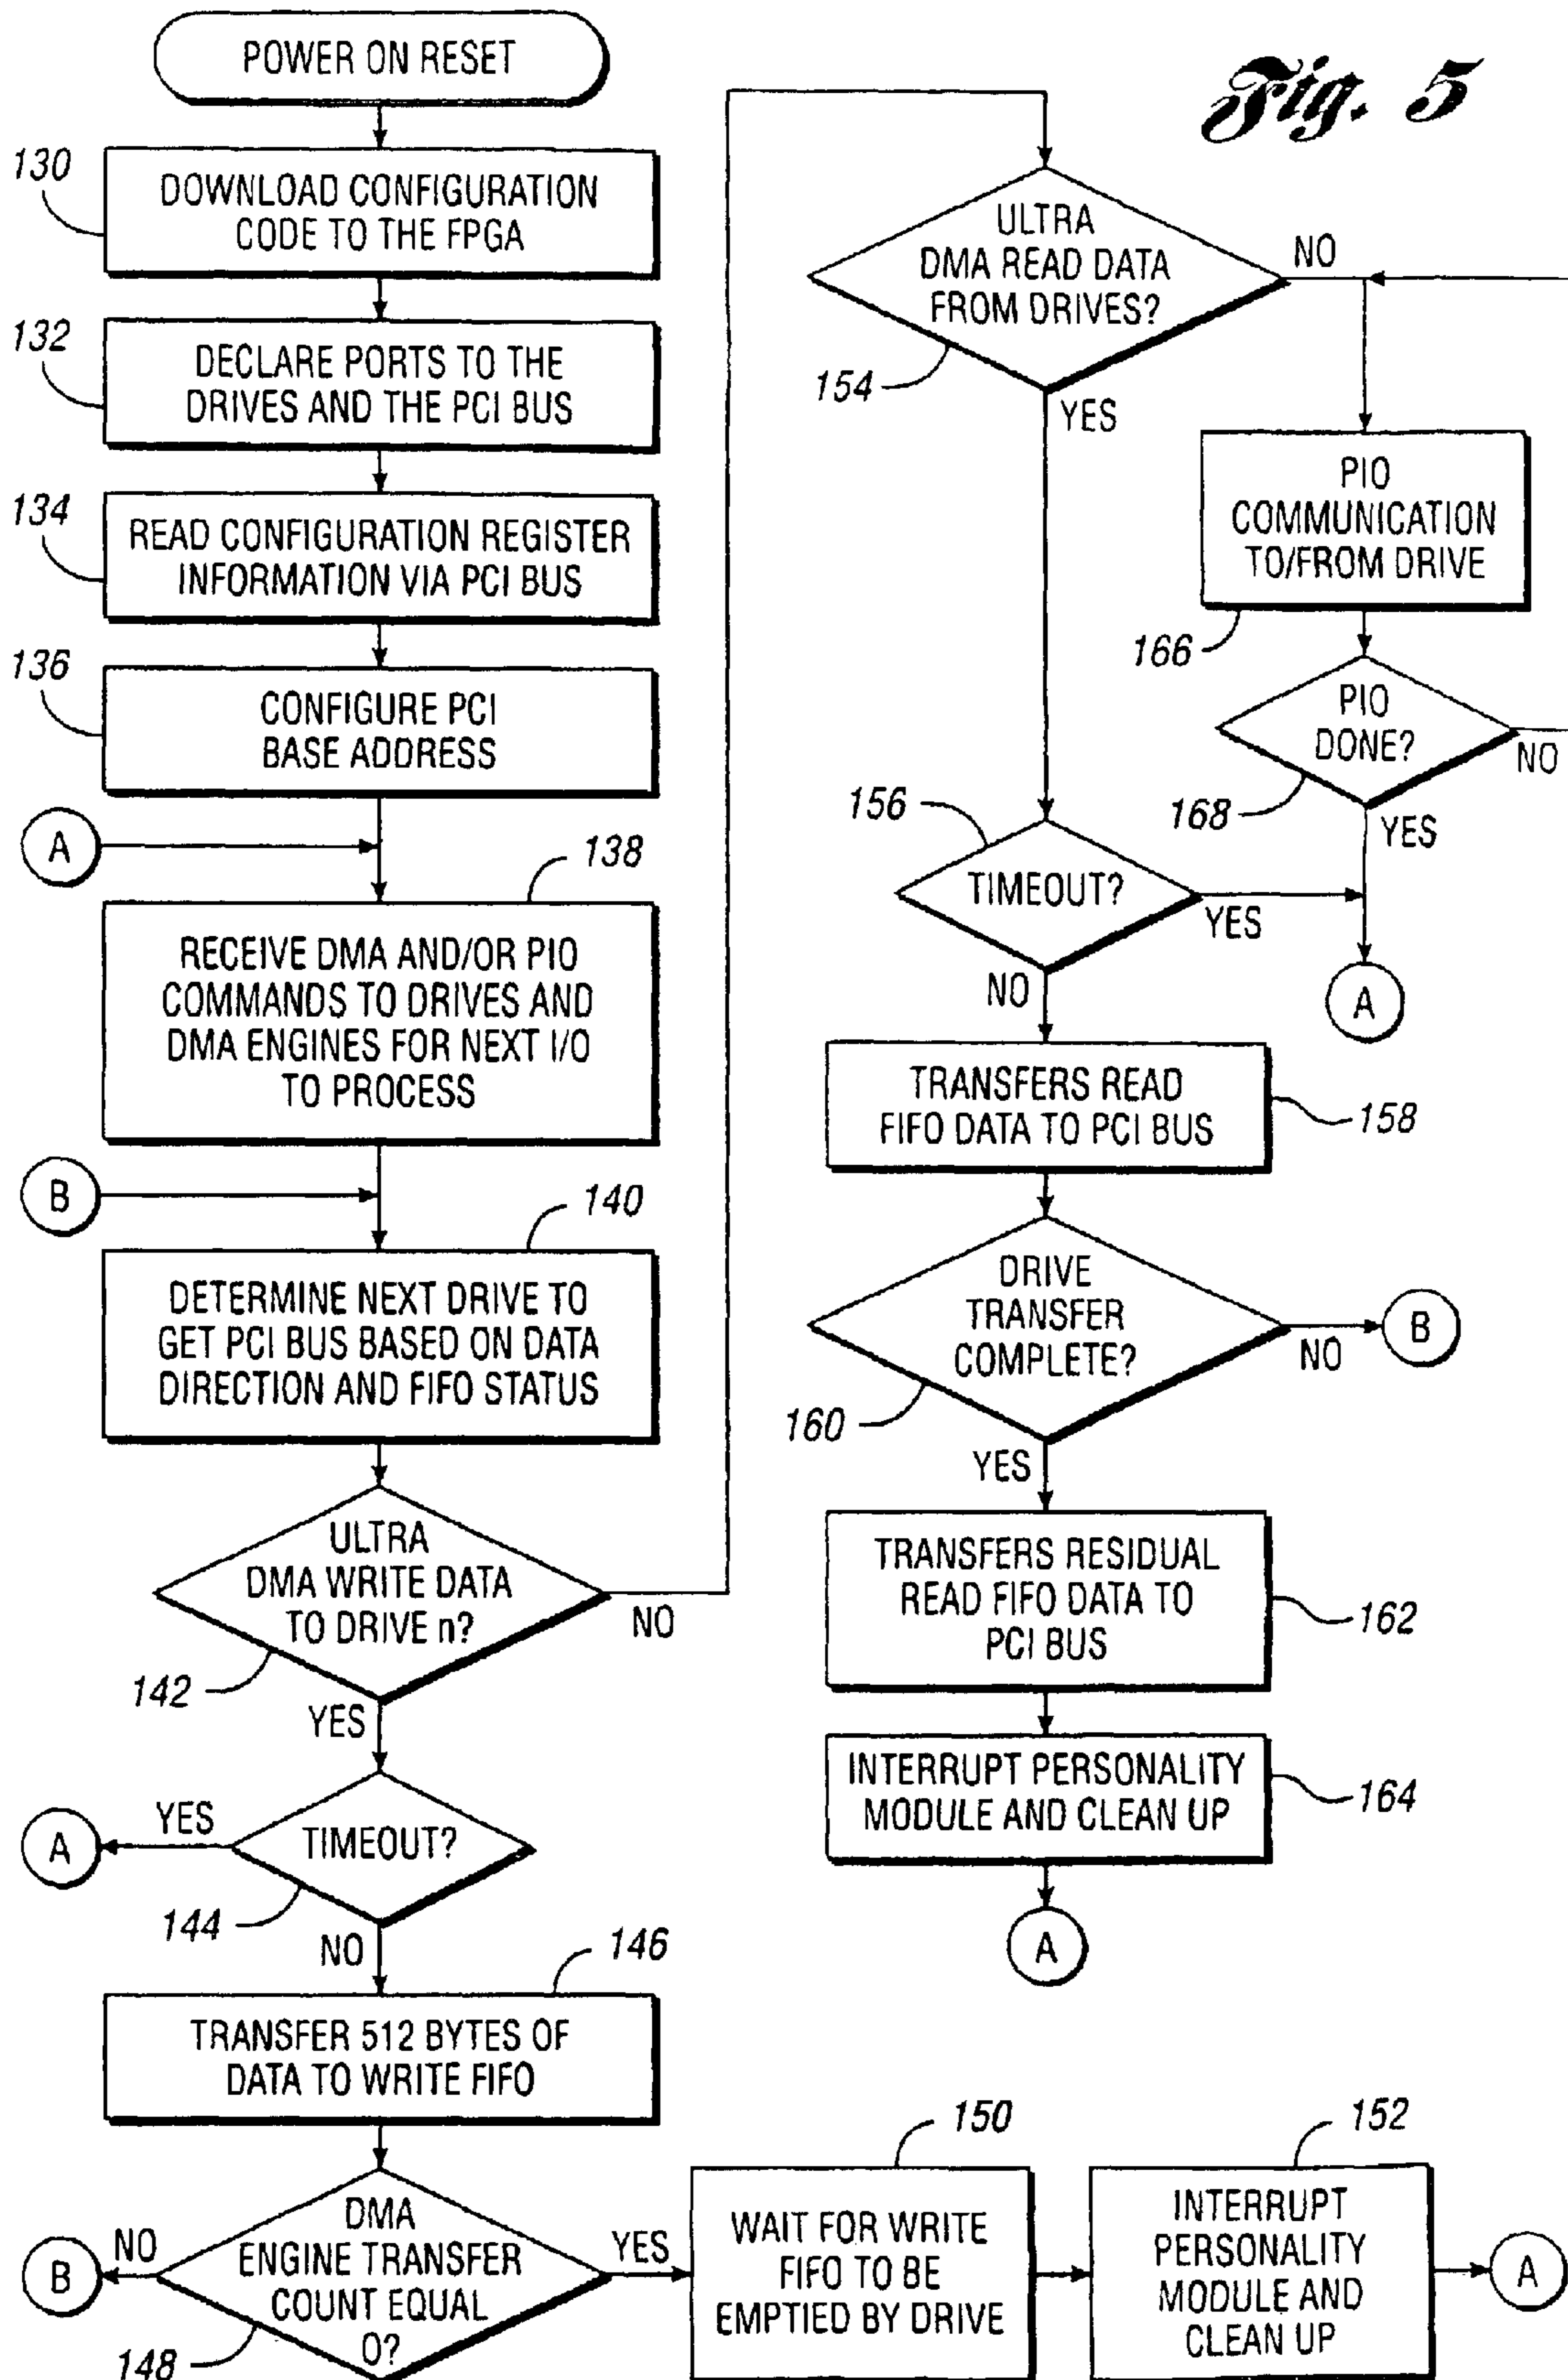 Fig. 5
POWER ON RESET
130
DOWNLOAD CONFIGURATION
CODE TO THE FPGA
132
DECLARE PORTS TO THE
DRIVES AND THE PCI BUS
134
READ CONFIGURATION REGISTER
INFORMATION VIA PCI BUS
136
CONFIGURE PCI
BASE ADDRESS
A
138
RECEIVE DMA AND/OR PIO
COMMANDS TO DRIVES AND
DMA ENGINES FOR NEXT I/O
TO PROCESS
B
140
DETERMINE NEXT DRIVE TO
GET PCI BUS BASED ON DATA
DIRECTION AND FIFO STATUS
ULTRA
DMA WRITE DATA
TO DRIVE n?
NO
142
YES
A
YES
TIMEOUT?
144
NO
146
TRANSFER 512 BYTES OF
DATA TO WRITE FIFO
B
NO
DMA
ENGINE TRANSFER
COUNT EQUAL
0?
148
YES
150
WAIT FOR WRITE
FIFO TO BE
EMPTIED BY DRIVE
152
INTERRUPT
PERSONALITY
MODULE AND
CLEAN UP
A
ULTRA
DMA READ DATA
FROM DRIVES?
NO
154
YES
PIO
COMMUNICATION
TO/FROM DRIVE
166
PIO
DONE?
NO
168
YES
156
TIMEOUT?
YES
A
NO
TRANSFERS READ
FIFO DATA TO PCI BUS
158
DRIVE
TRANSFER
COMPLETE?
NO
B
160
YES
TRANSFERS RESIDUAL
READ FIFO DATA TO
PCI BUS
162
INTERRUPT PERSONALITY
MODULE AND CLEAN UP
164
A